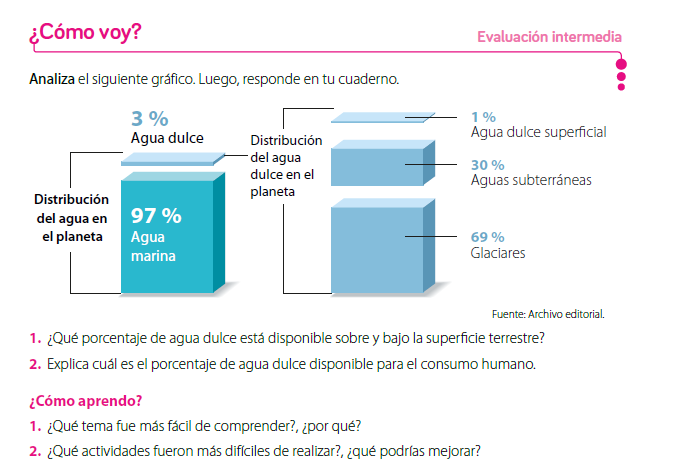 ¿Cómo voy?
Evaluación intermedia
Analiza el siguiente gráfico. Luego, responde en tu cuaderno.
3 %
Agua dulce
Distribución
del agua en
el planeta
97 %
Agua
marina
Distribución
del agua
dulce en el
planeta
1 %
Agua dulce superficial
30 %
Aguas subterráneas
69 %
Glaciares
Fuente: Archivo editorial.
1. ¿Qué porcentaje de agua dulce está disponible sobre y bajo la superficie terrestre?
2. Explica cuál es el porcentaje de agua dulce disponible para el consumo humano.
¿Cómo aprendo?
1. ¿Qué tema fue más fácil de comprender?, ¿por qué?
2. ¿Qué actividades fueron más difíciles de realizar?, ¿qué podrías mejorar?